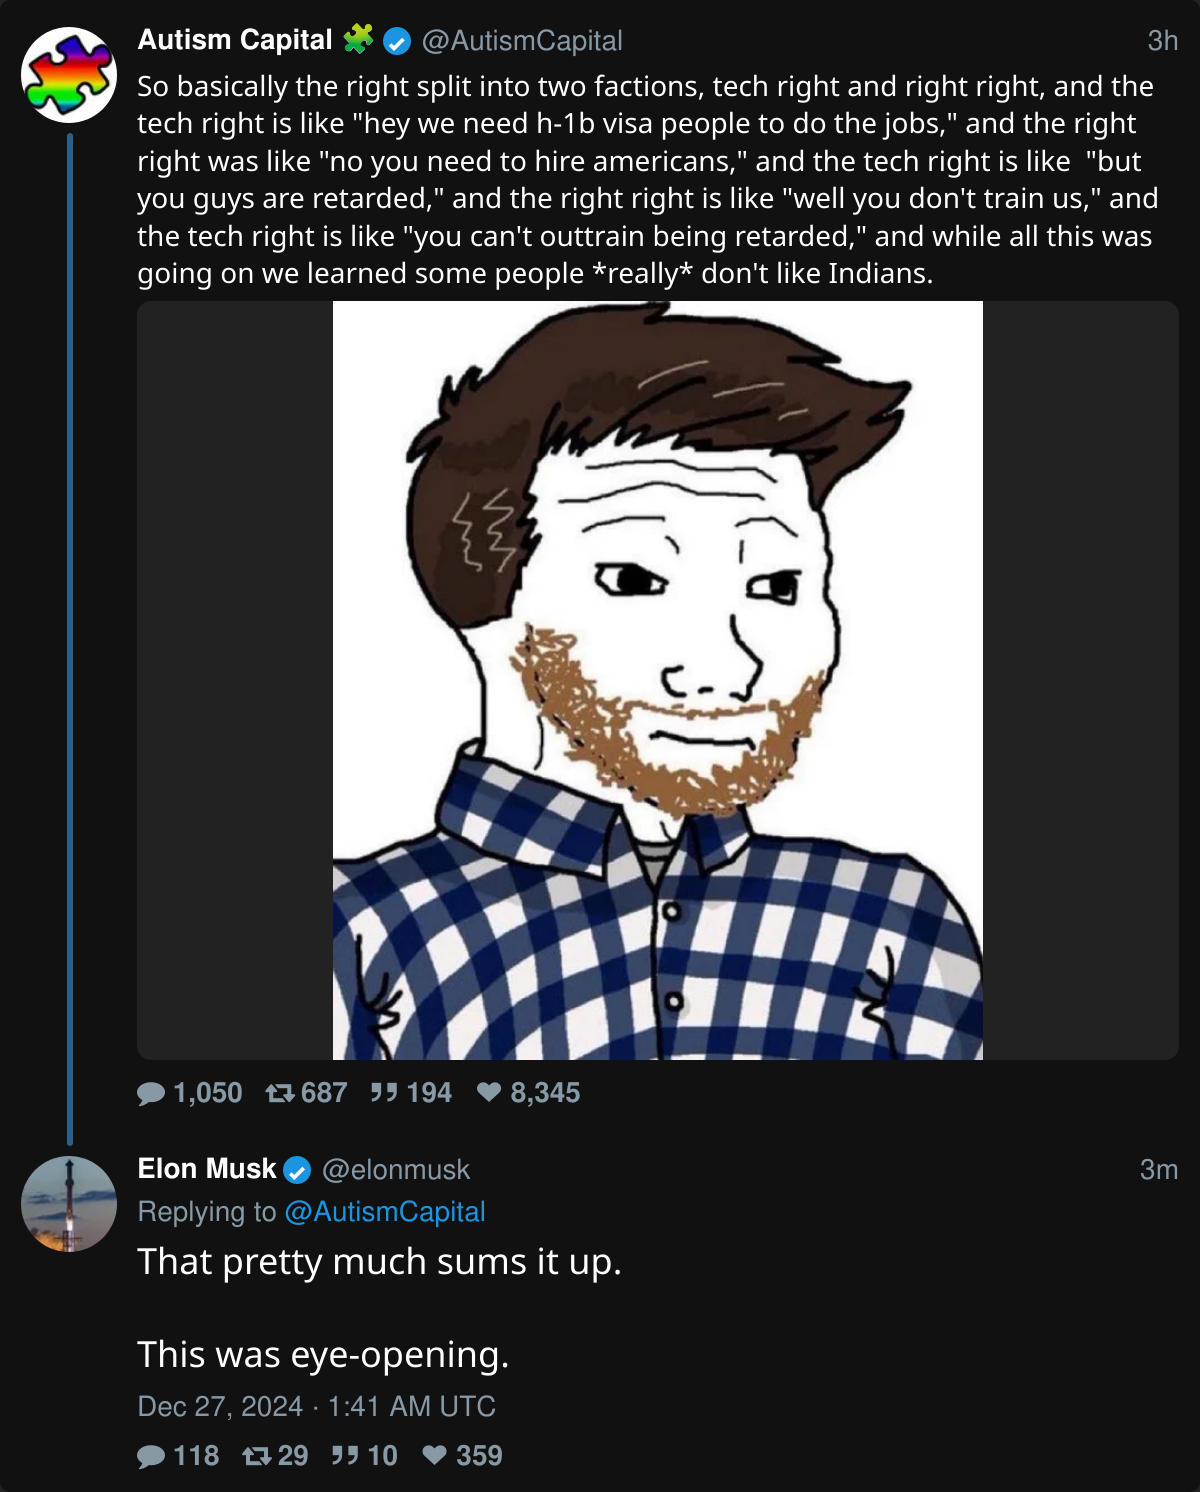 Autism Capital 🧩 @AutismCapital 3h
So basically the right split into two factions, tech right and right right, and the
tech right is like "hey we need h-1b visa people to do the jobs," and the right
right was like "no you need to hire americans," and the tech right is like  "but
you guys are retarded," and the right right is like "well you don't train us," and
the tech right is like "you can't outtrain being retarded," and while all this was
going on we learned some people *really* don't like Indians.
1,050 687 194 8,345
Elon Musk @elonmusk 3m
Replying to @AutismCapital
That pretty much sums it up.
This was eye-opening.
Dec 27, 2024 · 1:41 AM UTC
118 29 10 359